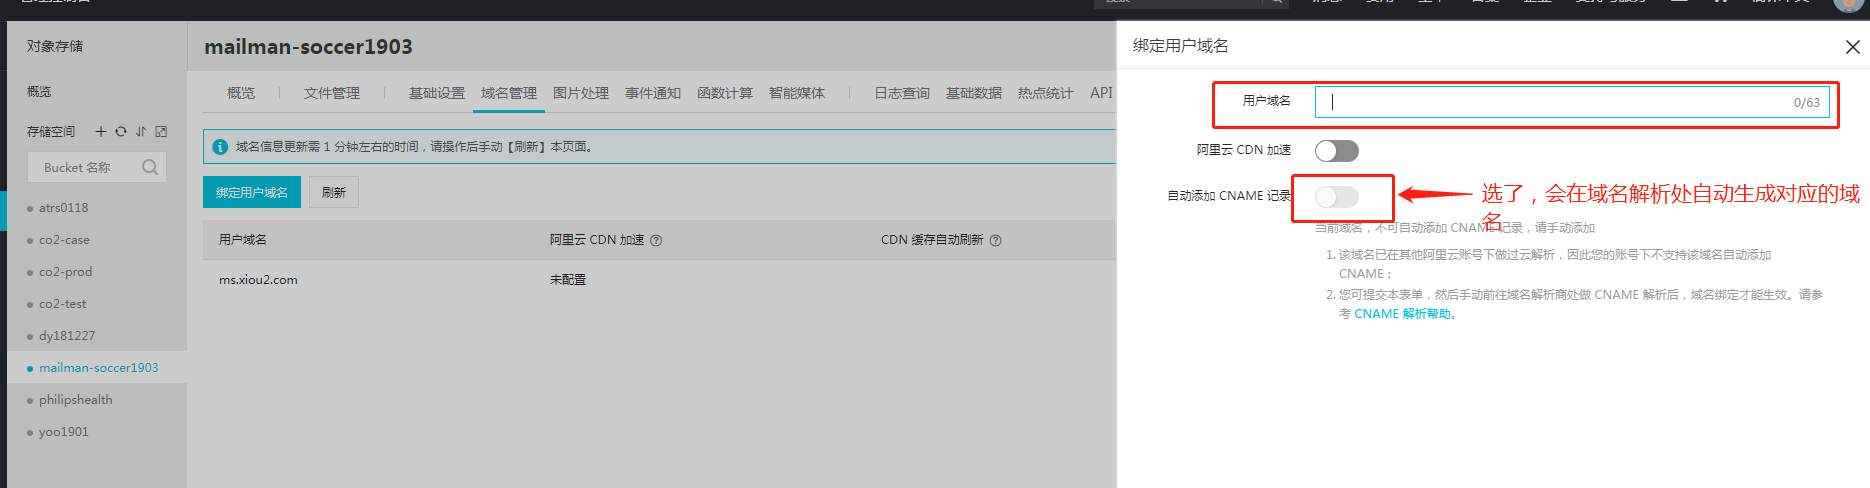 对象存储
mailman-soccer1903
绑定用户域名
概览
概览
文件管理
基础设置
域名管理
图片处理
事件通知
函数计算
智能媒体
日志查询
基础数据
热点统计
API
用户域名
0/63
存储空间
域名信息更新需 1 分钟左右的时间，请操作后手动【刷新】本页面。
阿里云 CDN 加速
Bucket 名称
绑定用户域名
刷新
自动添加 CNAME 记录
选了，会在域名解析处自动生成对应的域
名
atrs0118
co2-case
co2-prod
co2-test
dy181227
mailman-soccer1903
philipshealth
yoo1901
用户域名
阿里云 CDN 加速
CDN 缓存自动刷新
ms.xiou2.com
未配置
当前域名，不可自动添加 CNAME 记录，请手动添加
1. 该域名已在其他阿里云账号下做过云解析，因此您的账号下不支持该域名自动添加
CNAME；
2. 您可提交本表单，然后手动前往域名解析商处做 CNAME 解析后，域名绑定才能生效。请参
考 CNAME 解析帮助。